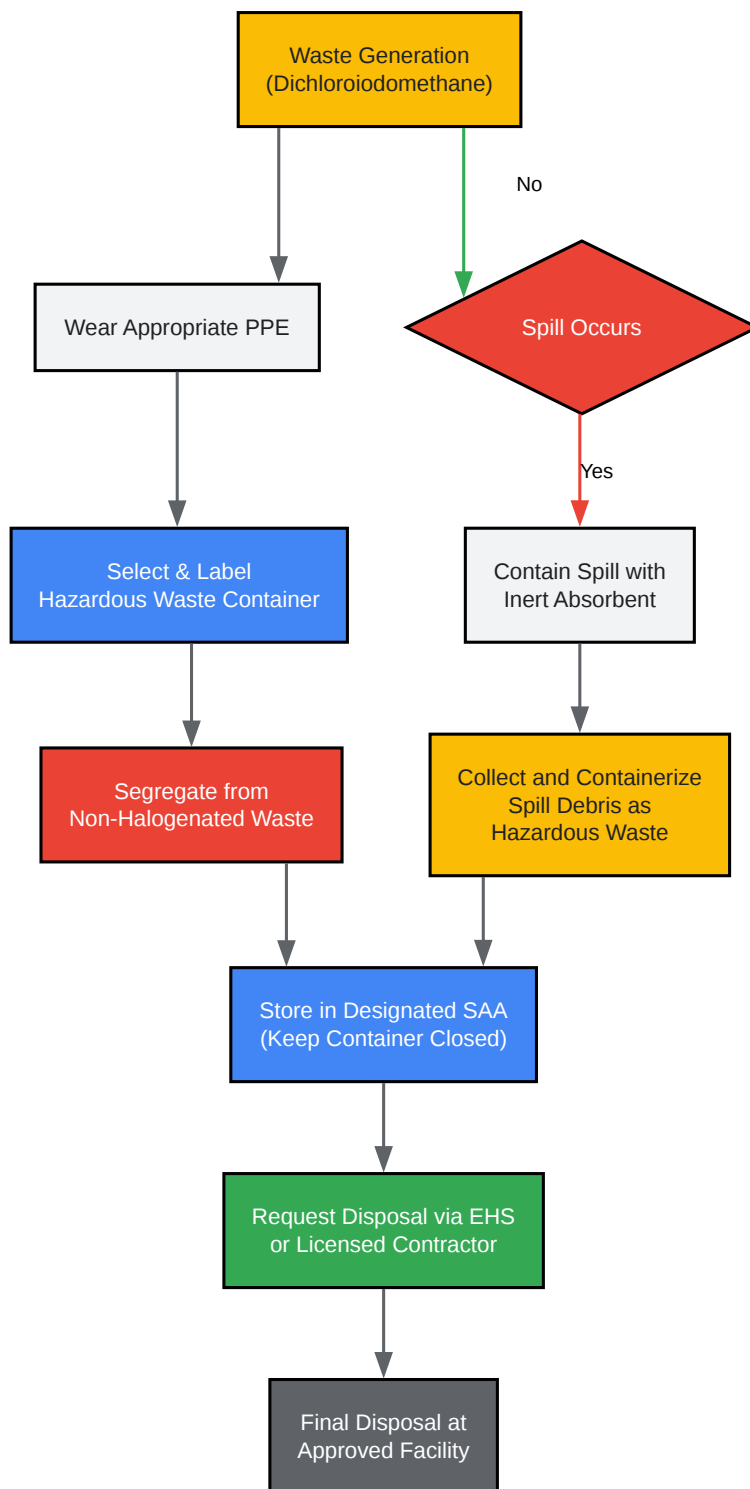 Waste Generation
(Dichloroiodomethane)
No
Wear Appropriate PPE
Spill Occurs
Yes
Select & Label
Hazardous Waste Container
Contain Spill with
Inert Absorbent
Segregate from
Non-Halogenated Waste
Collect and Containerize
Spill Debris as
Hazardous Waste
Store in Designated SAA
(Keep Container Closed)
Request Disposal via EHS
or Licensed Contractor
Final Disposal at
Approved Facility